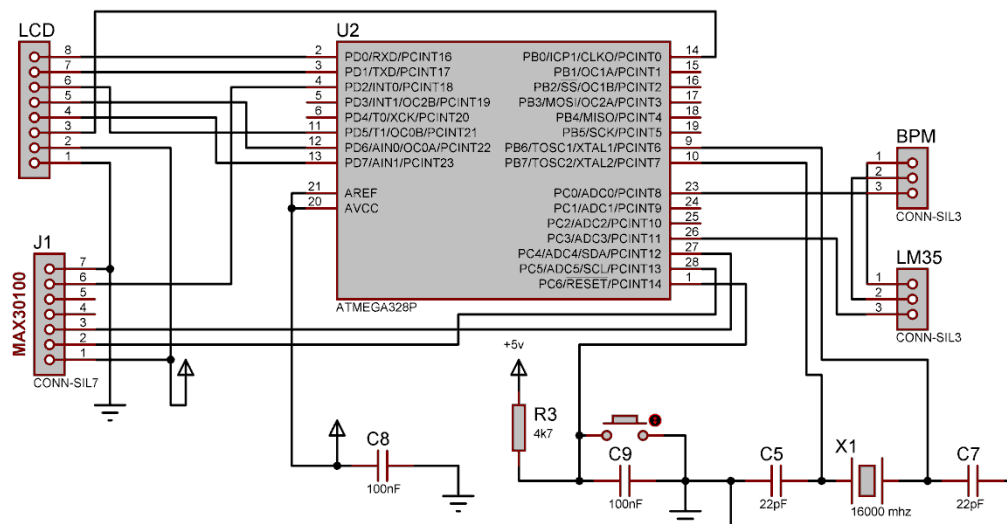 LCD
8
7
6
5
4
3
2
1
J1
MAX30100
7
6
5
4
3
2
1
CONN-SIL7
U2
2 PD0/RXD/PCINT16
3 PD1/TXD/PCINT17
4 PD2/INT0/PCINT18
5 PD3/INT1/OC2B/PCINT19
6 PD4/T0/XCK/PCINT20
11 PD5/T1/OC0B/PCINT21
12 PD6/AIN0/OC0A/PCINT22
13 PD7/AIN1/PCINT23
21 AREF
20 AVCC
PB0/ICP1/CLKO/PCINT0 14
PB1/OC1A/PCINT1 15
PB2/SS/OC1B/PCINT2 16
PB3/MOSI/OC2A/PCINT3 17
PB4/MISO/PCINT4 18
PB5/SCK/PCINT5 19
PB6/TOSC1/XTAL1/PCINT6 9
PB7/TOSC2/XTAL2/PCINT7 10
PC0/ADC0/PCINT8 23
PC1/ADC1/PCINT9 24
PC2/ADC2/PCINT10 25
PC3/ADC3/PCINT11 26
PC4/ADC4/SDA/PCINT12 27
PC5/ADC5/SCL/PCINT13 28
PC6/RESET/PCINT14 1
ATMEGA328P
BPM
1
2
3
CONN-SIL3
LM35
1
2
3
CONN-SIL3
+5v
R3
4k7
C8
100nF
C9
100nF
C5
22pF
X1
16000 mhz
C7
22pF